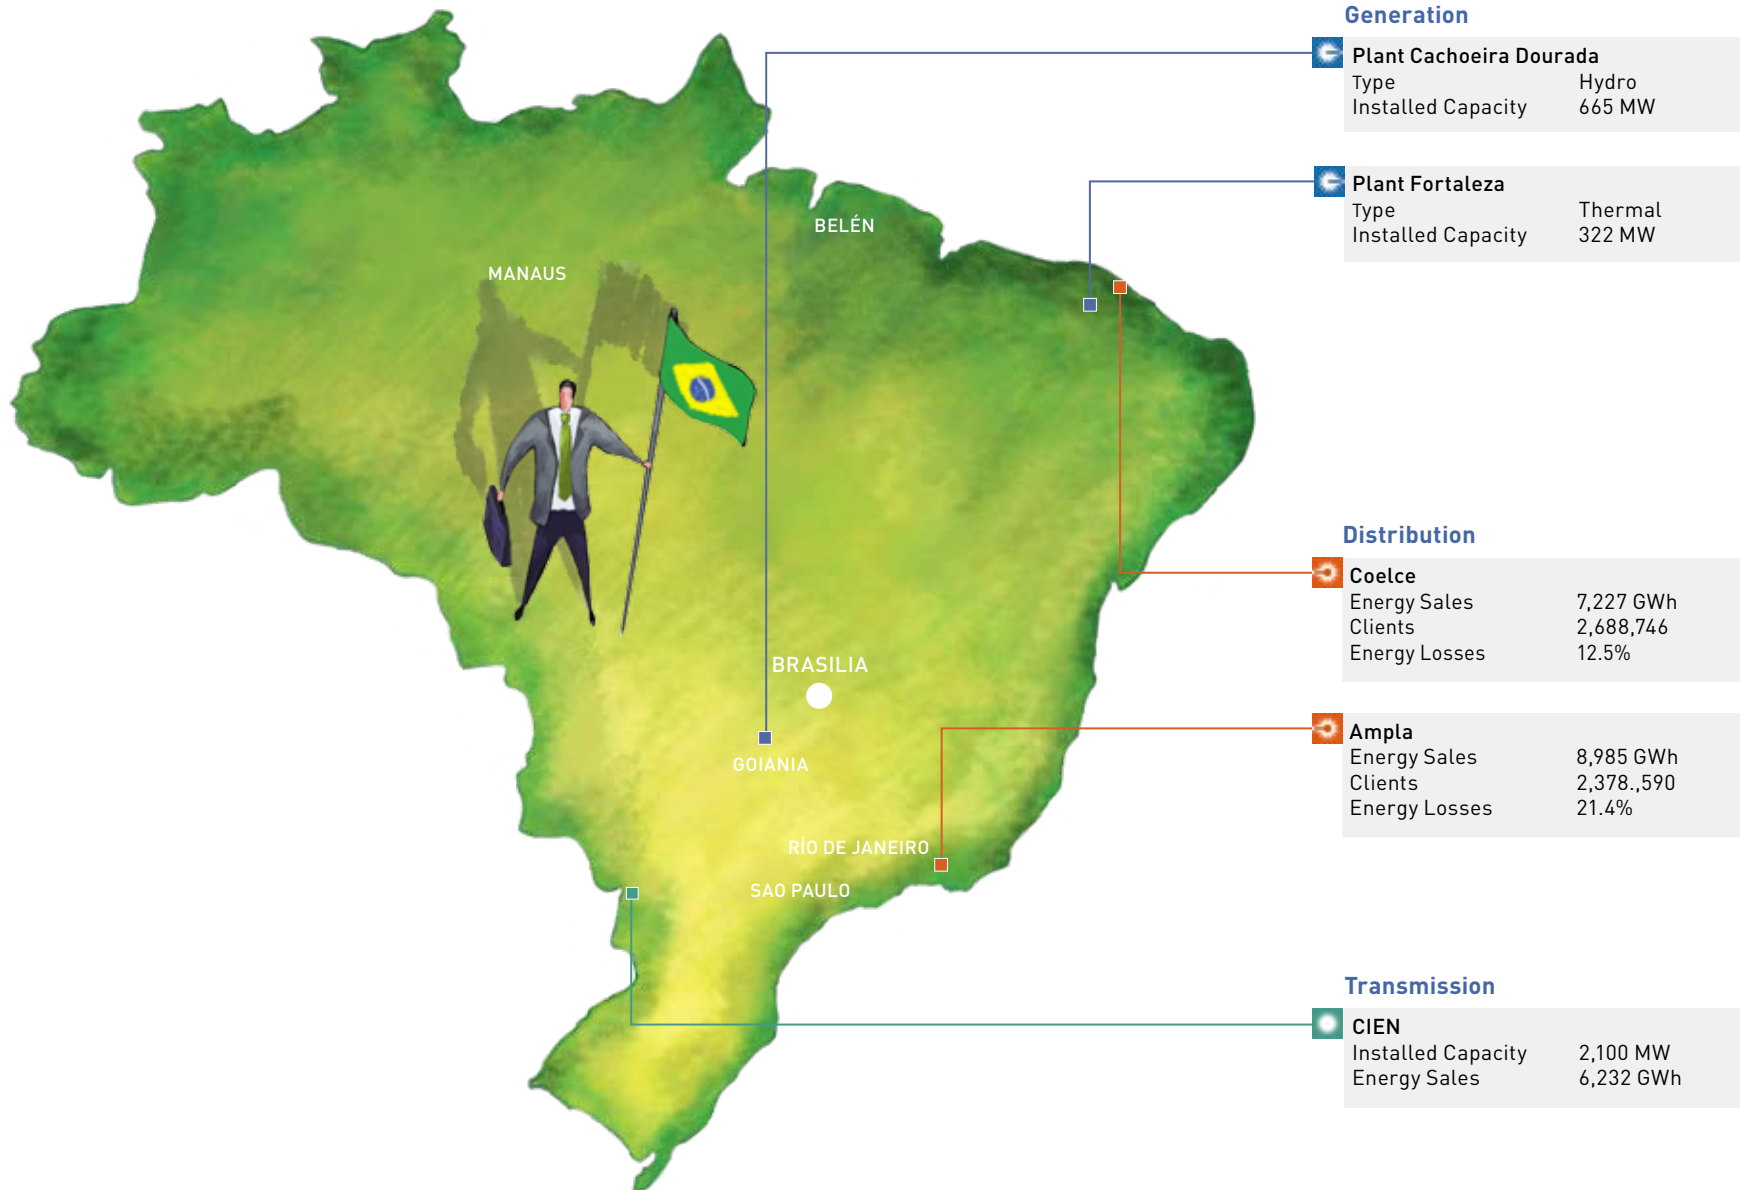 Generation
Plant Cachoeira Dourada
Type Hydro
Installed Capacity 665 MW
Plant Fortaleza
Type Thermal
Installed Capacity 322 MW
BELÉN
MANAUS
Distribution
Coelce
Energy Sales 7,227 GWh
Clients 2,688,746
Energy Losses 12.5%
BRASILIA
Ampla
Energy Sales 8,985 GWh
Clients 2,378.,590
Energy Losses 21.4%
GOIANIA
RÍO DE JANEIRO
SAO PAULO
Transmission
CIEN
Installed Capacity 2,100 MW
Energy Sales 6,232 GWh